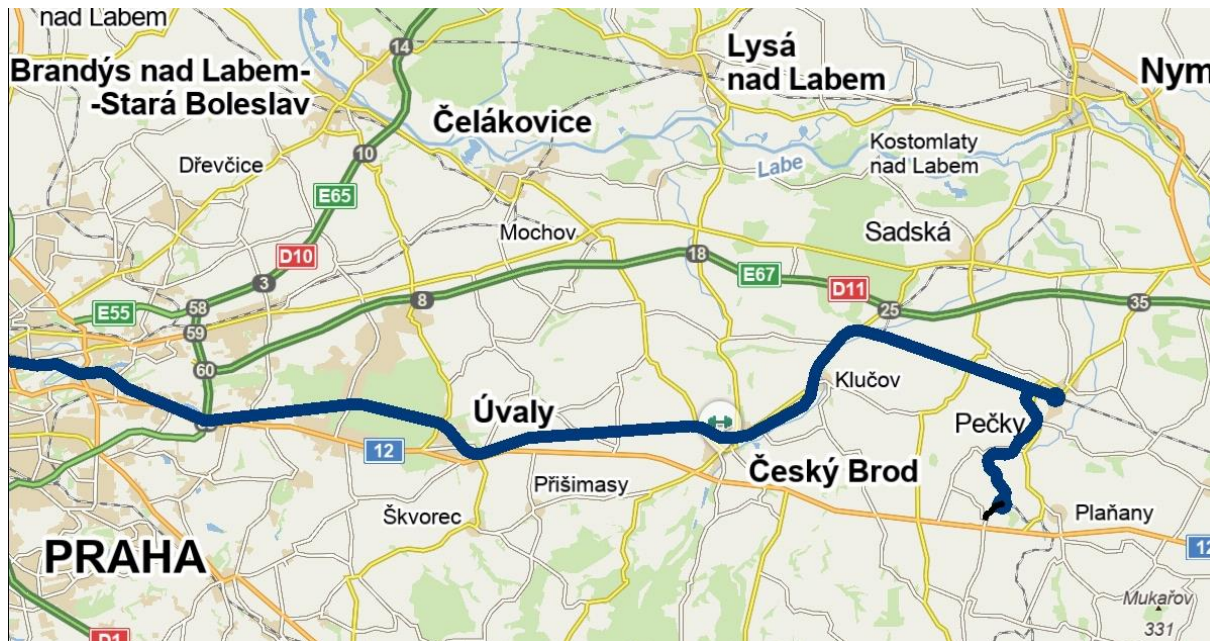 nad Labem
14
Lysá
nad Labem
Nym
Brandýs nad Labem-
-Stará Boleslav
Čelákovice
10
Dřevčice
Kostomlaty
nad Labem
Labe
E65
Mochov
Sadská
D10
18
3
E67
D11
8
25
35
E55
58
59
60
Klučov
Úvaly
Pečky
12
Český Brod
Přišimasy
Škvorec
Plaňany
PRAHA
12
Mukařov
331
D1